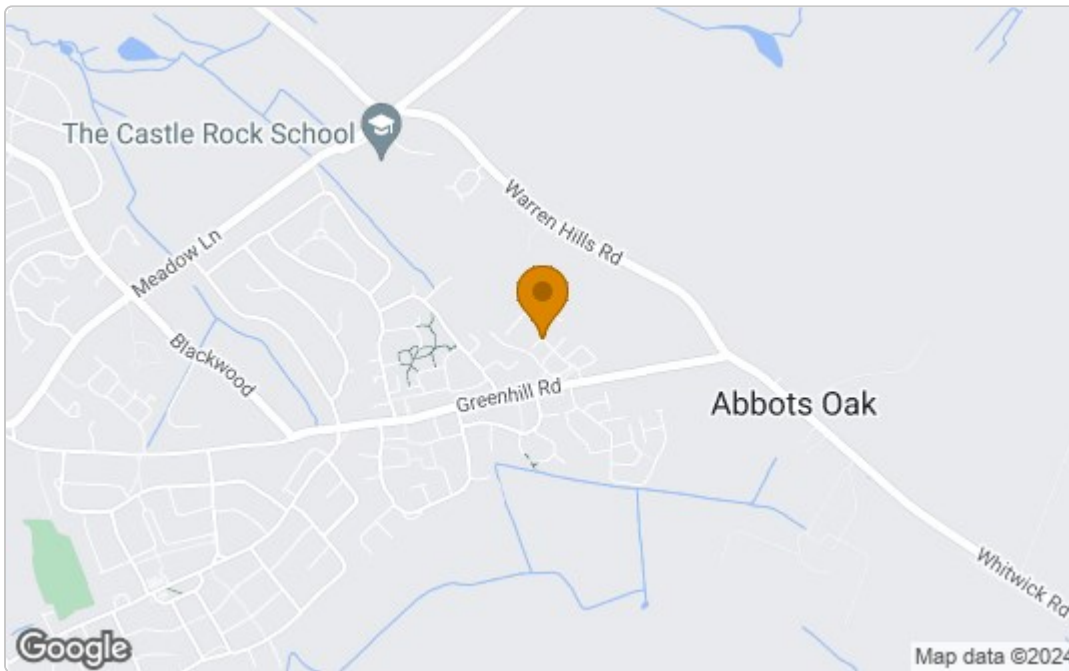 The Castle Rock School
Warren Hills Rd
Meadow Ln
Blackwood
Greenhill Rd
Abbots Oak
Whitwick Rd
Google
Map data ©2024